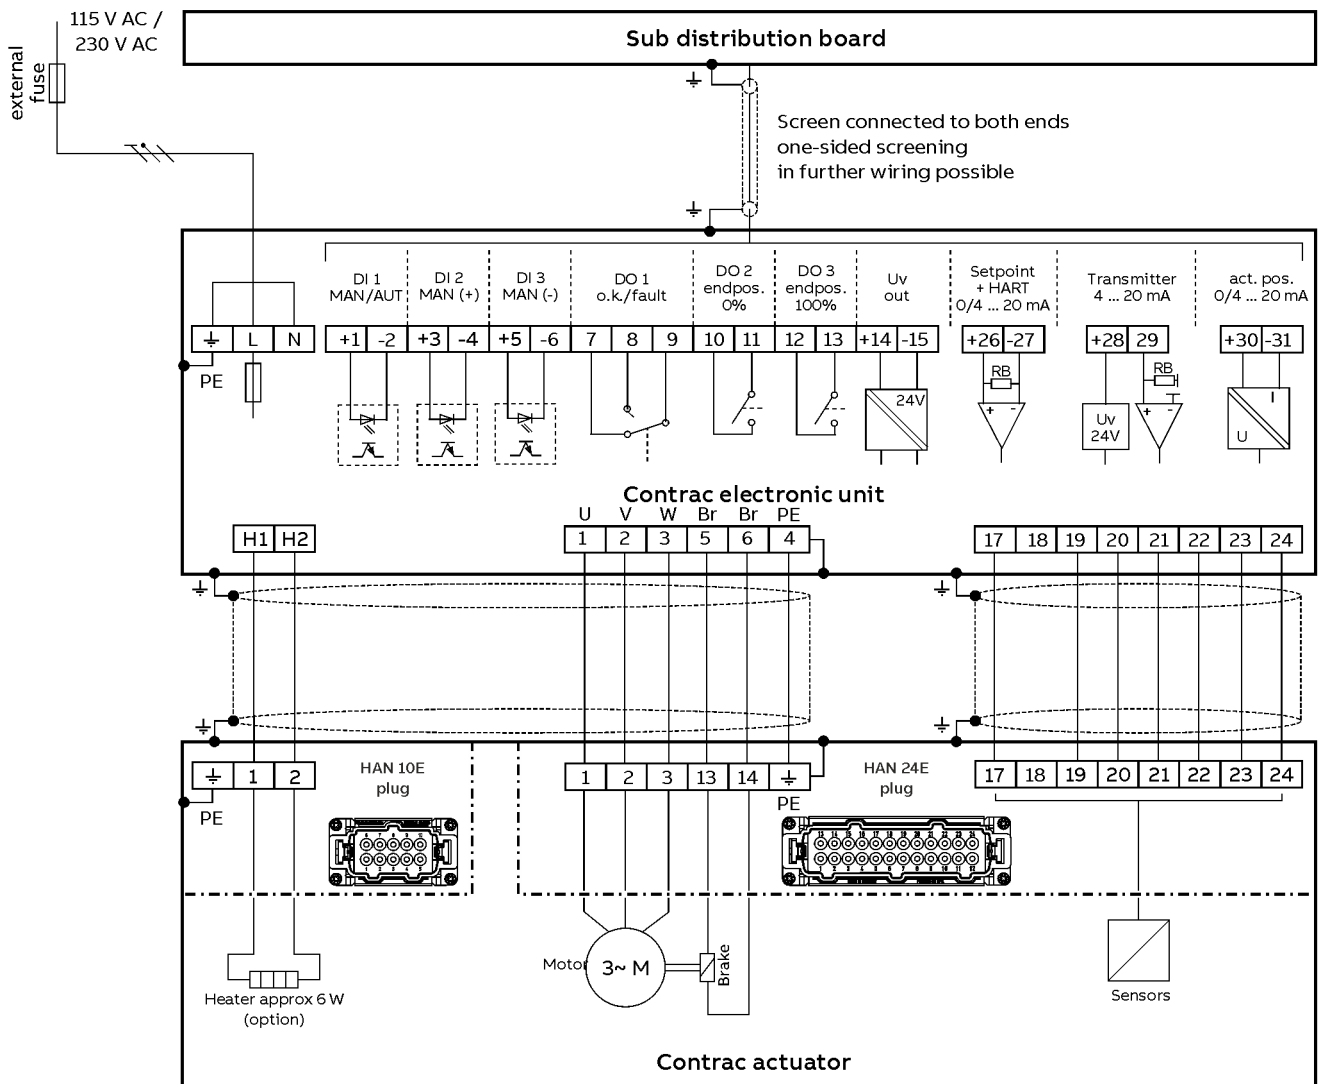 115 V AC /
230 V AC
external
fuse
Sub distribution board
Screen connected to both ends
one-sided screening
in further wiring possible
DI 1
MAN/AUT
DI 2
MAN (+)
DI 3
MAN (-)
DO 1
o.k./fault
DO 2
endpos.
0%
DO 3
endpos.
100%
Uv
out
Setpoint
+ HART
0/4 ... 20 mA
Transmitter
4 ... 20 mA
act. pos.
0/4 ... 20 mA
L N +1 -2 +3 -4 +5 -6 7 8 9 10 11 12 13 +14 -15 +26 -27 +28 29 +30 -31
PE
RB
RB
24V
+ -
Uv
24V
+ -
I
U
Contrac electronic unit
U V W Br Br PE
H1 H2 1 2 3 5 6 4 17 18 19 20 21 22 23 24
1 2 HAN 10E
plug
1 2 3 13 14 HAN 24E
plug
17 18 19 20 21 22 23 24
PE
PE
Motor
3~ M
Brake
Heater approx 6 W
(option)
Sensors
Contrac actuator